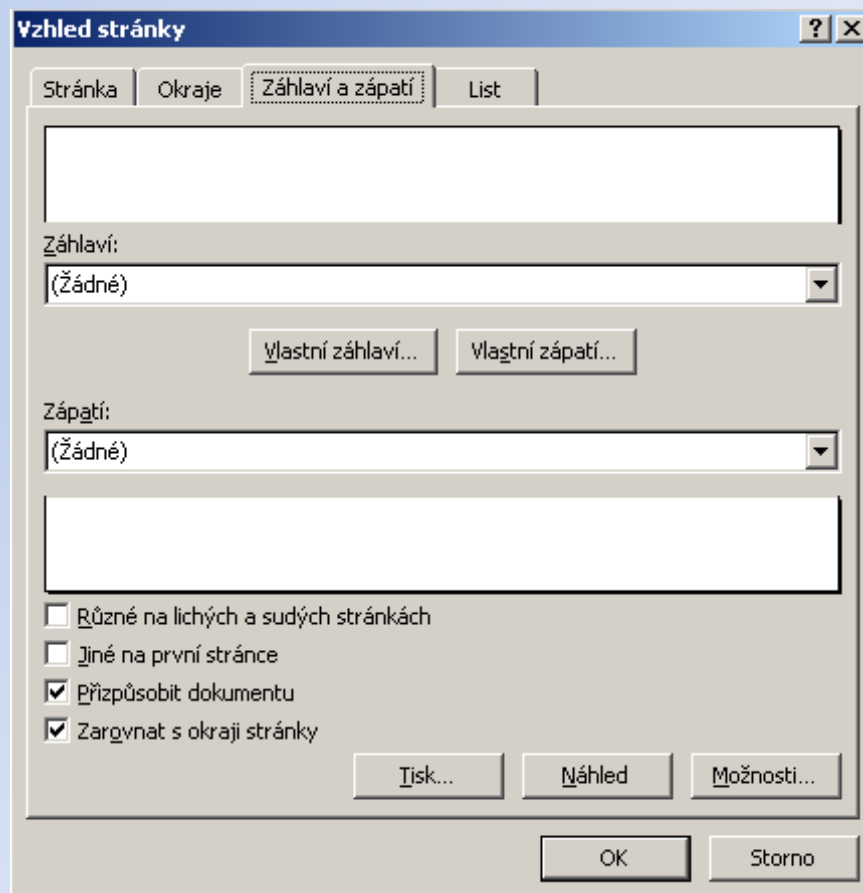 Vzhled stránky
Stránka Okraje Záhlaví a zápatí List
Záhlaví:
(Žádné)
Vlastní záhlaví... Vlastní zápatí...
Zápatí:
(Žádné)
Různé na lichých a sudých stránkách
Jiné na první stránce
Přizpůsobit dokumentu
Zarovnat s okraji stránky
Tisk... Náhled Možnosti...
OK Storno